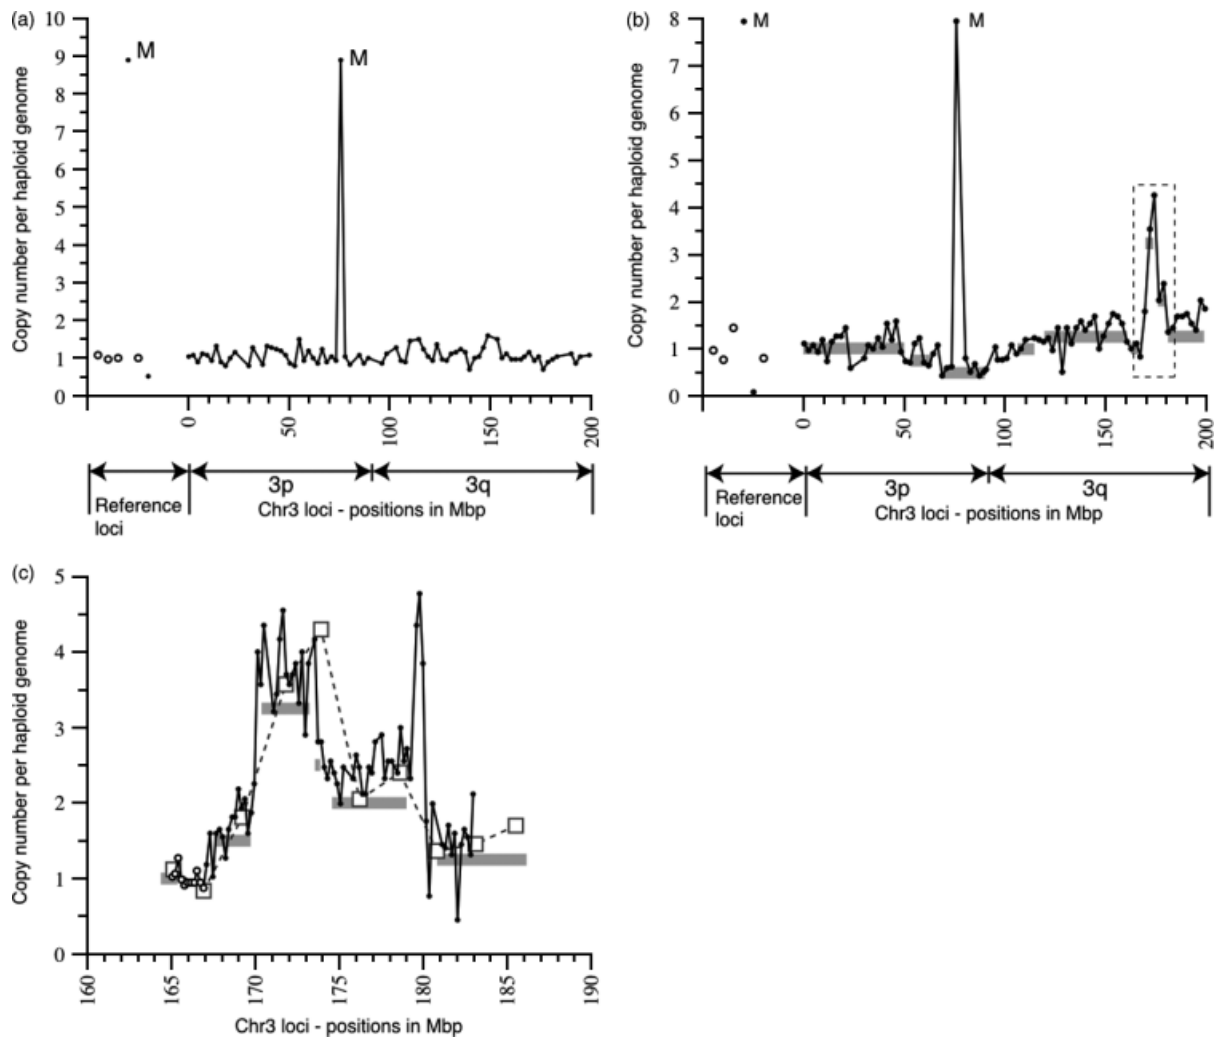 (a)
Copy number per haploid genome
10
9
8
7
6
5
4
3
2
1
0
M
M
0
50
100
150
200
3p
3q
Reference
loci
Chr3 loci - positions in Mbp
(b)
Copy number per haploid genome
8
7
6
5
4
3
2
1
0
M
M
0
50
100
150
200
3p
3q
Reference
loci
Chr3 loci - positions in Mbp
(c)
Copy number per haploid genome
5
4
3
2
1
0
160
165
170
175
180
185
190
Chr3 loci - positions in Mbp